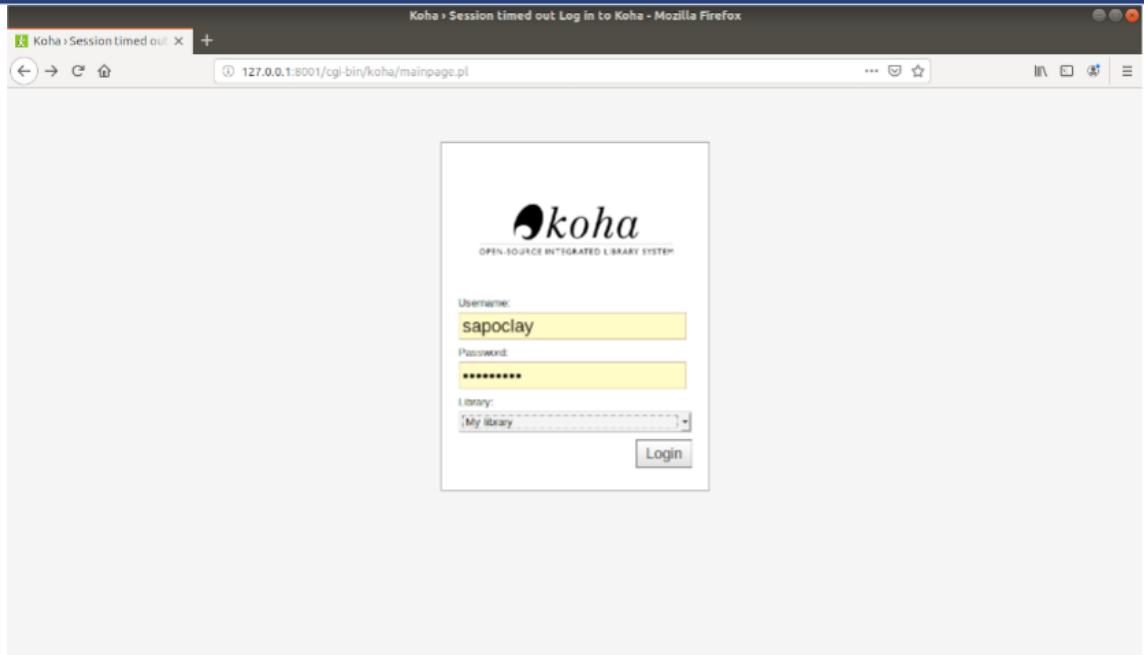 Koha › Session timed out Log in to Koha - Mozilla Firefox
Koha › Session timed out
127.0.0.1:8001/cgi-bin/koha/mainpage.pl
koha
OPEN-SOURCE INTEGRATED LIBRARY SYSTEM
Username:
sapoclay
Password:
•••••••••
Library:
My library
Login